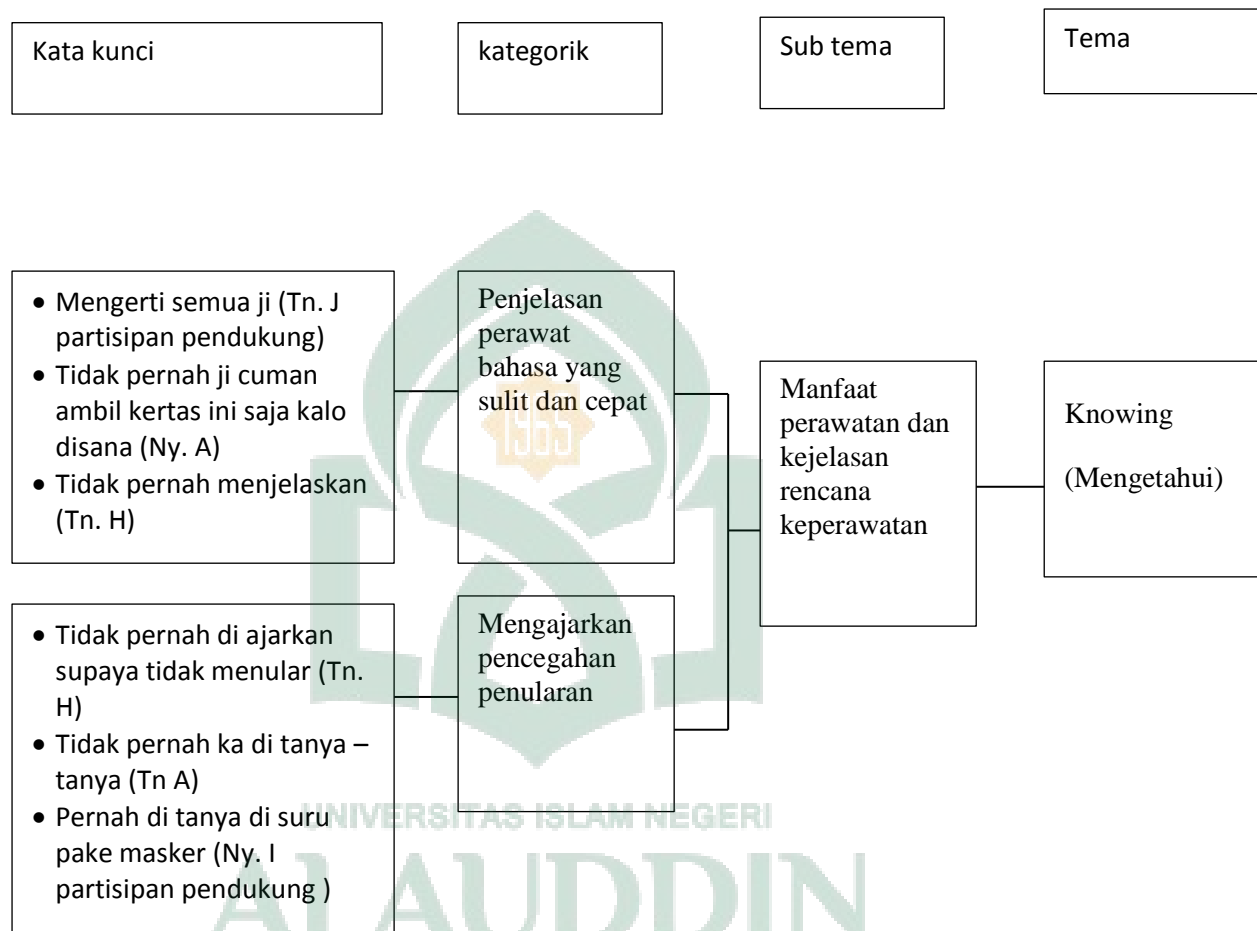 Kata kunci
kategorik
Sub tema
Tema
• Mengerti semua ji (Tn. J
partisipan pendukung)
• Tidak pernah ji cuman
ambil kertas ini saja kalo
disana (Ny. A)
• Tidak pernah menjelaskan
(Tn. H)
Penjelasan
perawat
bahasa yang
sulit dan cepat
Manfaat
perawatan dan
kejelasan
rencana
keperawatan
Knowing
(Mengetahui)
• Tidak pernah di ajarkan
supaya tidak menular (Tn.
H)
• Tidak pernah ka di tanya –
tanya (Tn A)
• Pernah di tanya di suru
pake masker (Ny. I
partisipan pendukung )
Mengajarkan
pencegahan
penularan
1965
UNIVERSITAS ISLAM NEGERI
ALAUDDIN